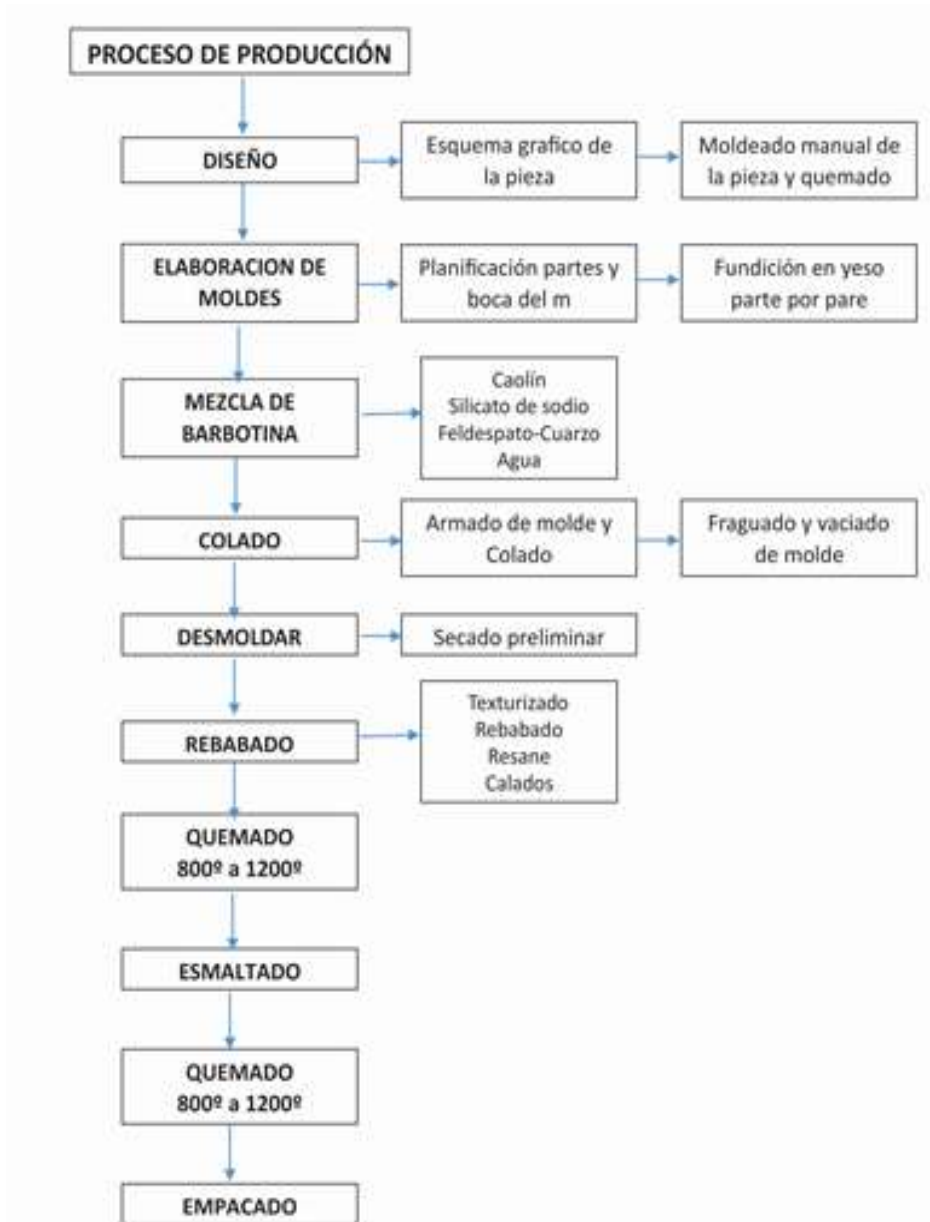 PROCESO DE PRODUCCIÓN
DISEÑO
Esquema grafico de
la pieza
Moldeado manual de
la pieza y quemado
ELABORACION DE
MOLDES
Planificación partes y
boca del m
Fundición en yeso
parte por pare
MEZCLA DE
BARBOTINA
Caolín
Silicato de sodio
Feldespato-Cuarzo
Agua
COLADO
Armado de molde y
Colado
Fraguado y vaciado
de molde
DESMOLDAR
Secado preliminar
REBABADO
Texturizado
Rebabado
Resane
Calados
QUEMADO
800º a 1200º
ESMALTADO
QUEMADO
800º a 1200º
EMPACADO